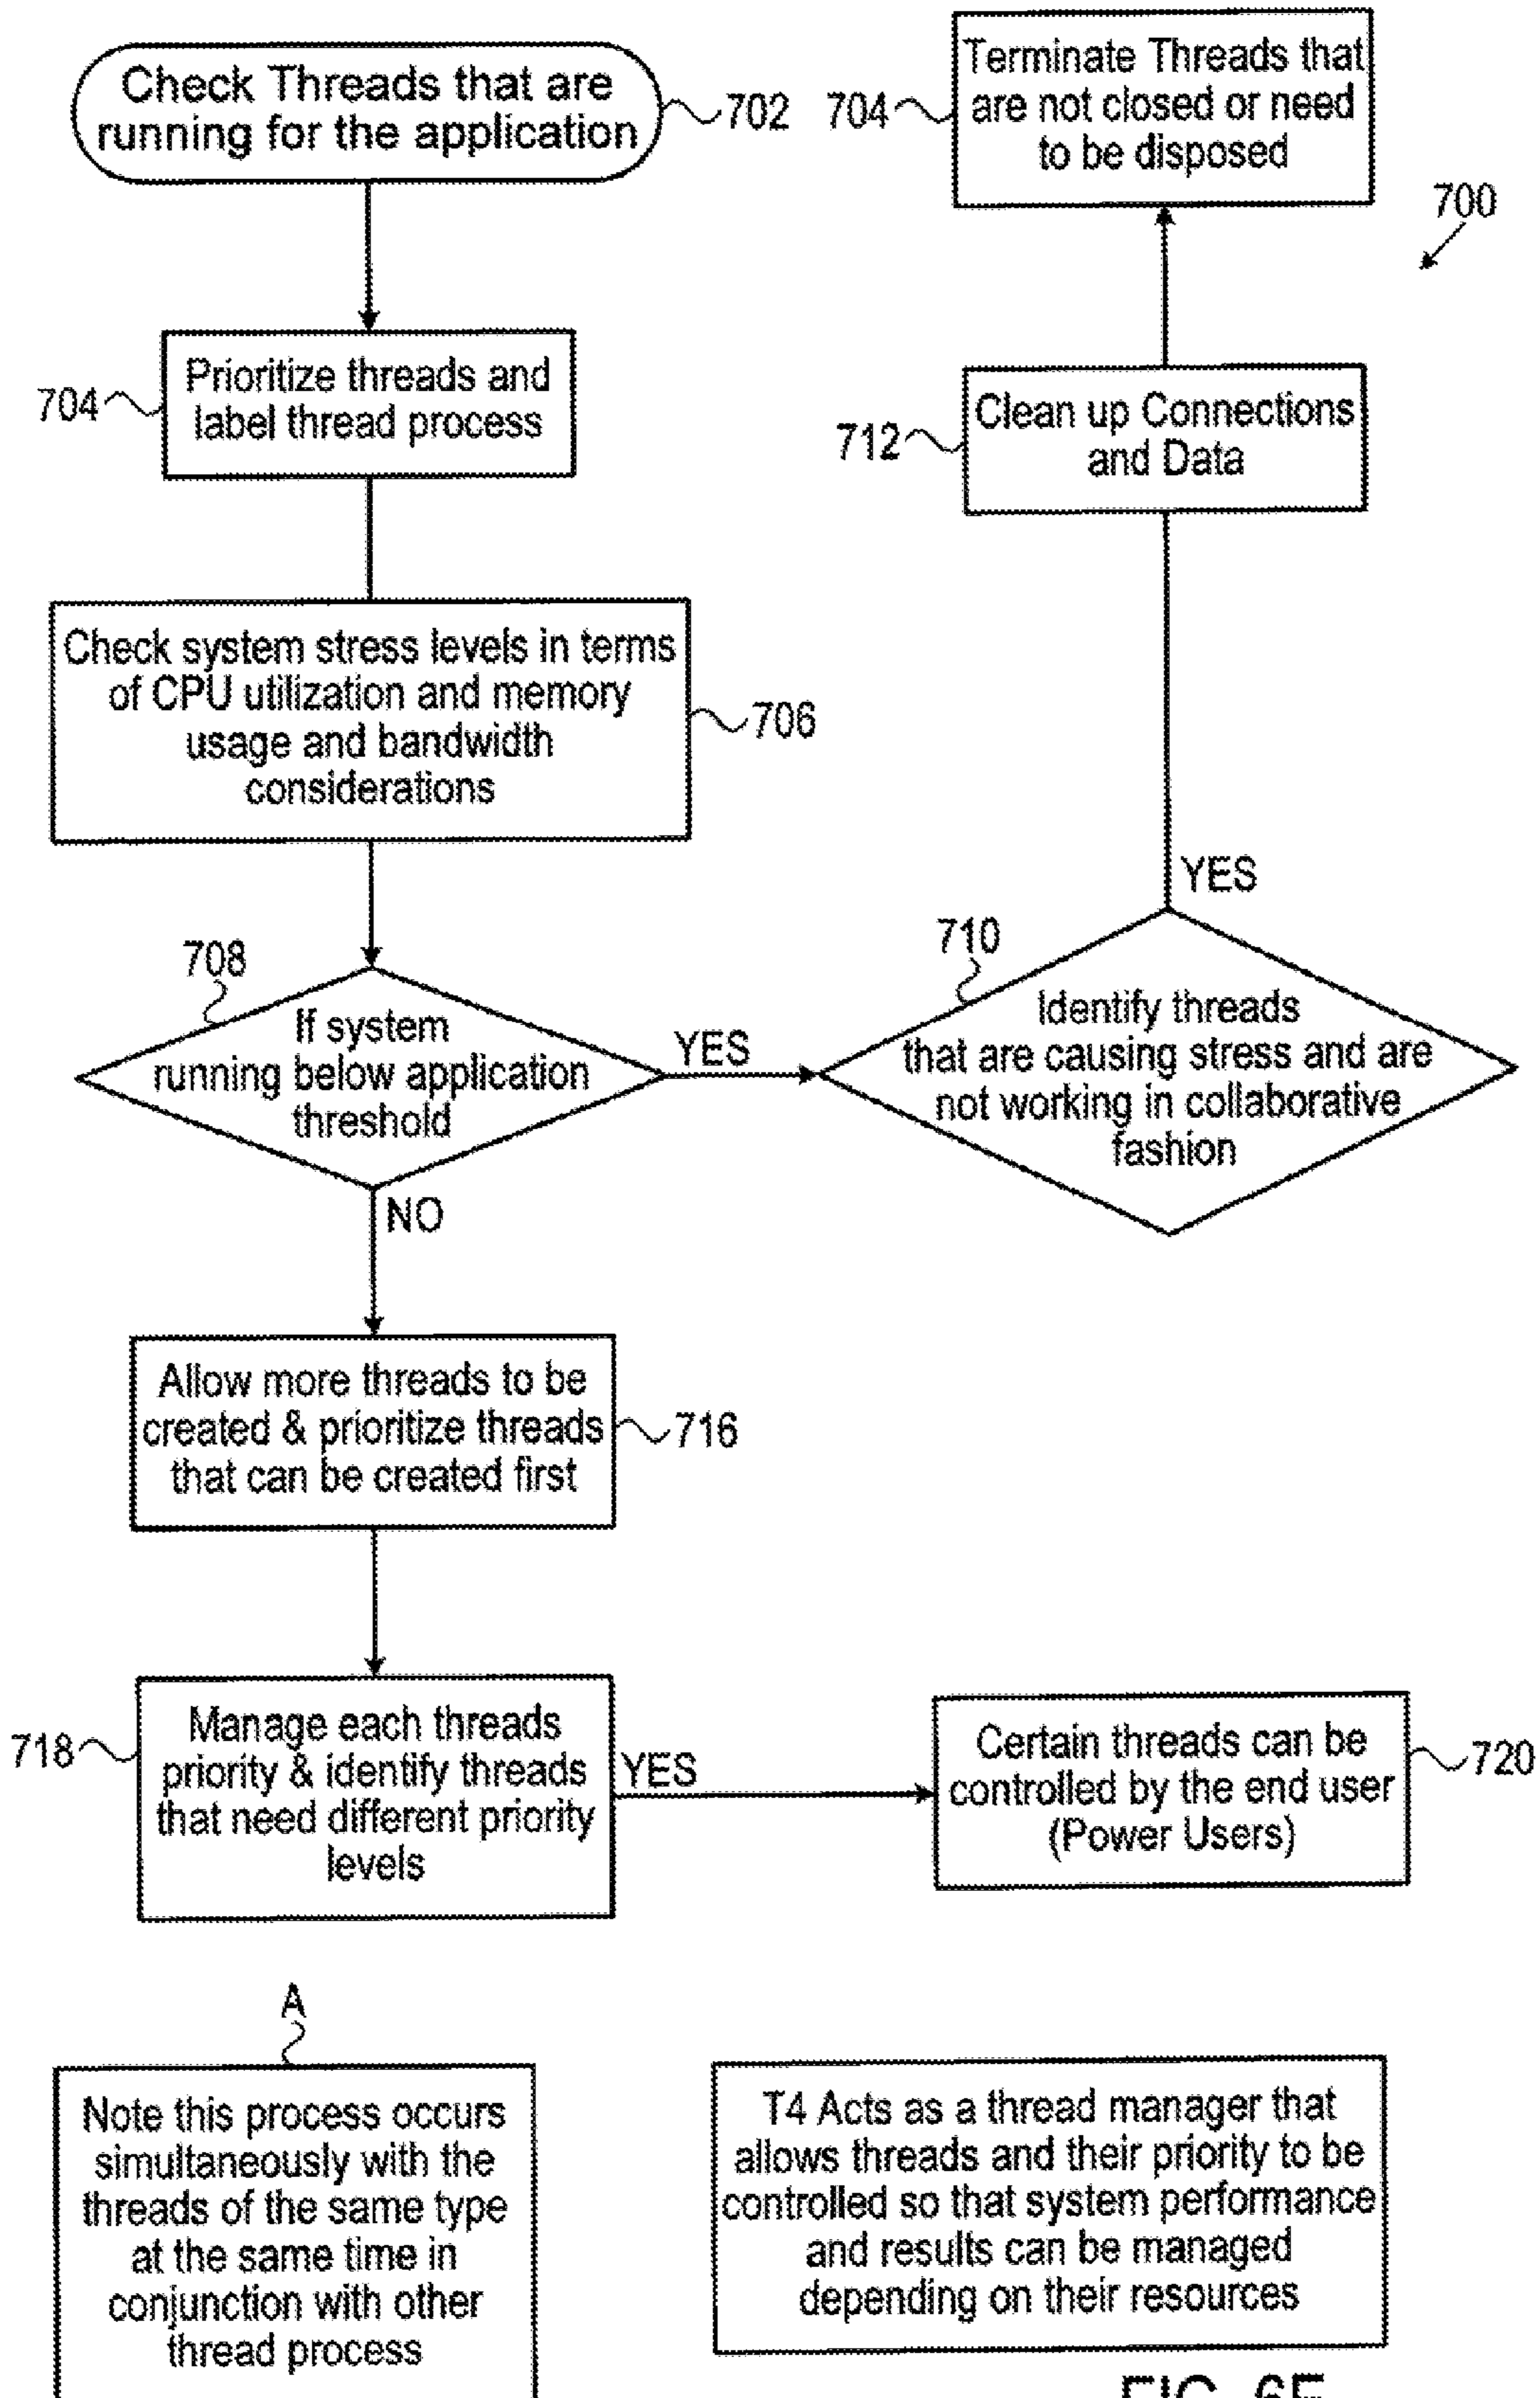 Check Threads that are
running for the application
702
704
Terminate Threads that
are not closed or need
to be disposed
700
704
Prioritize threads and
label thread process
712
Clean up Connections
and Data
Check system stress levels in terms
of CPU utilization and memory
usage and bandwidth
considerations
706
708
If system
running below application
threshold
YES
NO
710
YES
Identify threads
that are causing stress and are
not working in collaborative
fashion
Allow more threads to be
created & prioritize threads
that can be created first
716
718
Manage each threads
priority & identify threads
that need different priority
levels
YES
Certain threads can be
controlled by the end user
(Power Users)
720
A
Note this process occurs
simultaneously with the
threads of the same type
at the same time in
conjunction with other
thread process
T4 Acts as a thread manager that
allows threads and their priority to be
controlled so that system performance
and results can be managed
depending on their resources